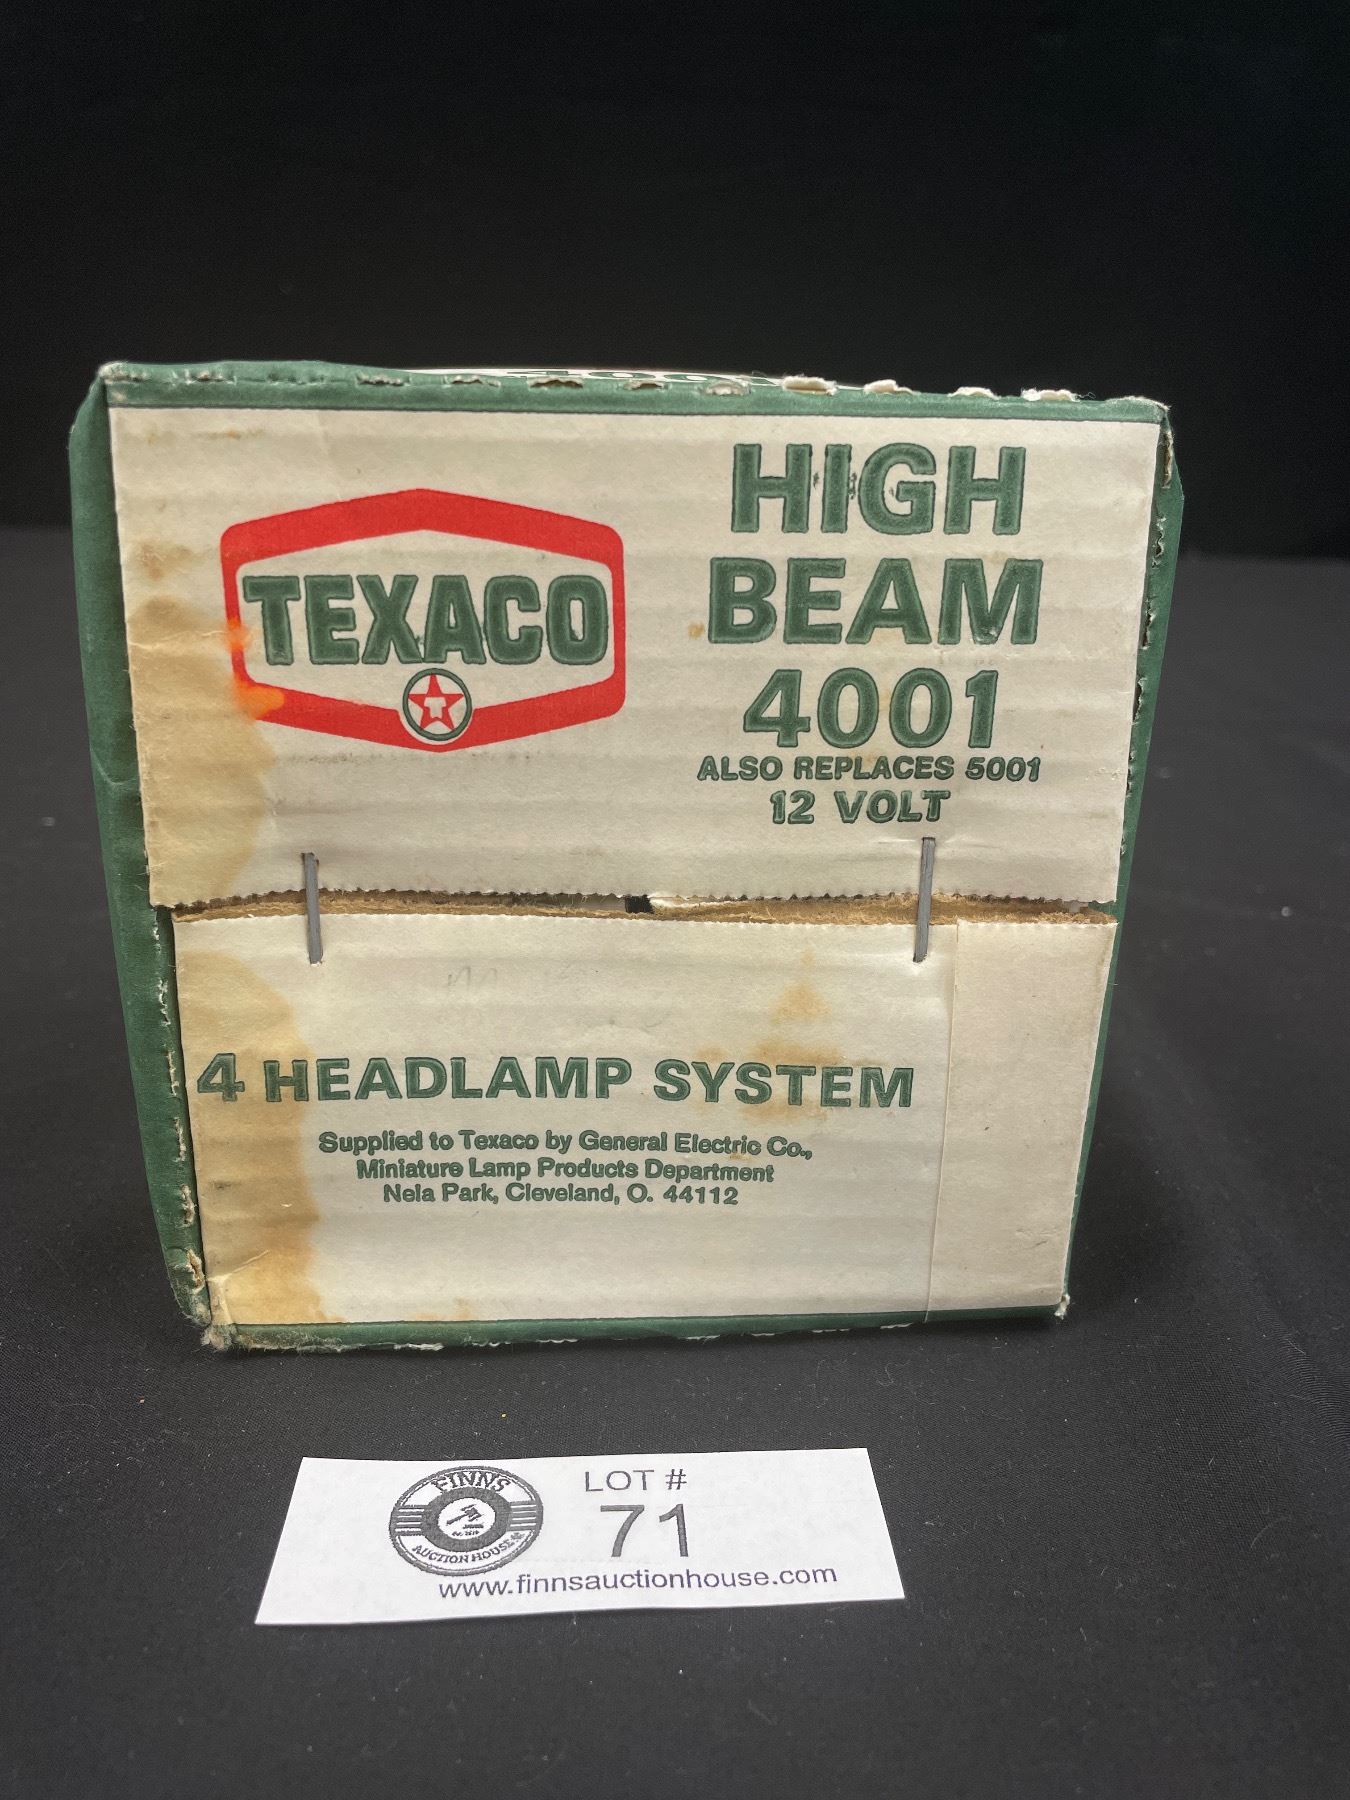 TEXACO
T
HIGH
BEAM
4001
ALSO REPLACES 5001
12 VOLT
4 HEADLAMP SYSTEM
Supplied to Texaco by General Electric Co.,
Miniature Lamp Products Department
Nela Park, Cleveland, O. 44112
FINNS
AUCTION HOUSE
LOT #
71
www.finnsauctionhouse.com